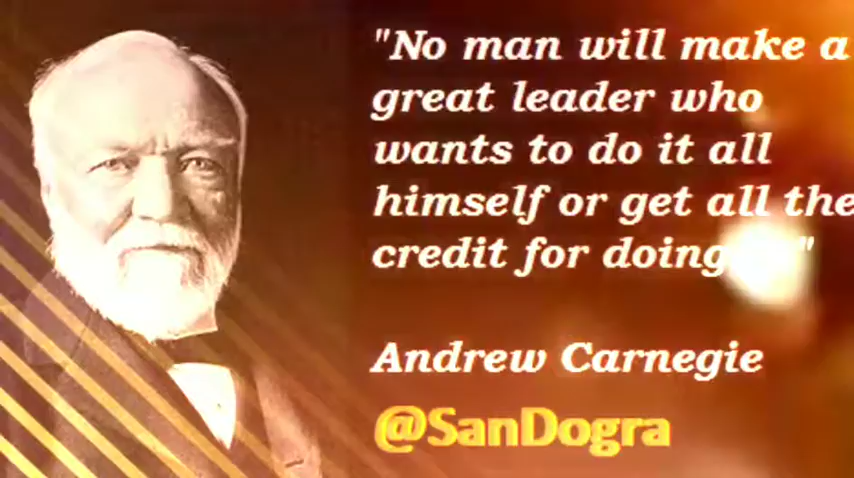 "No man will make a
great leader who
wants to do it all
himself or get all the
credit for doing "
Andrew Carnegie
@SanDogra